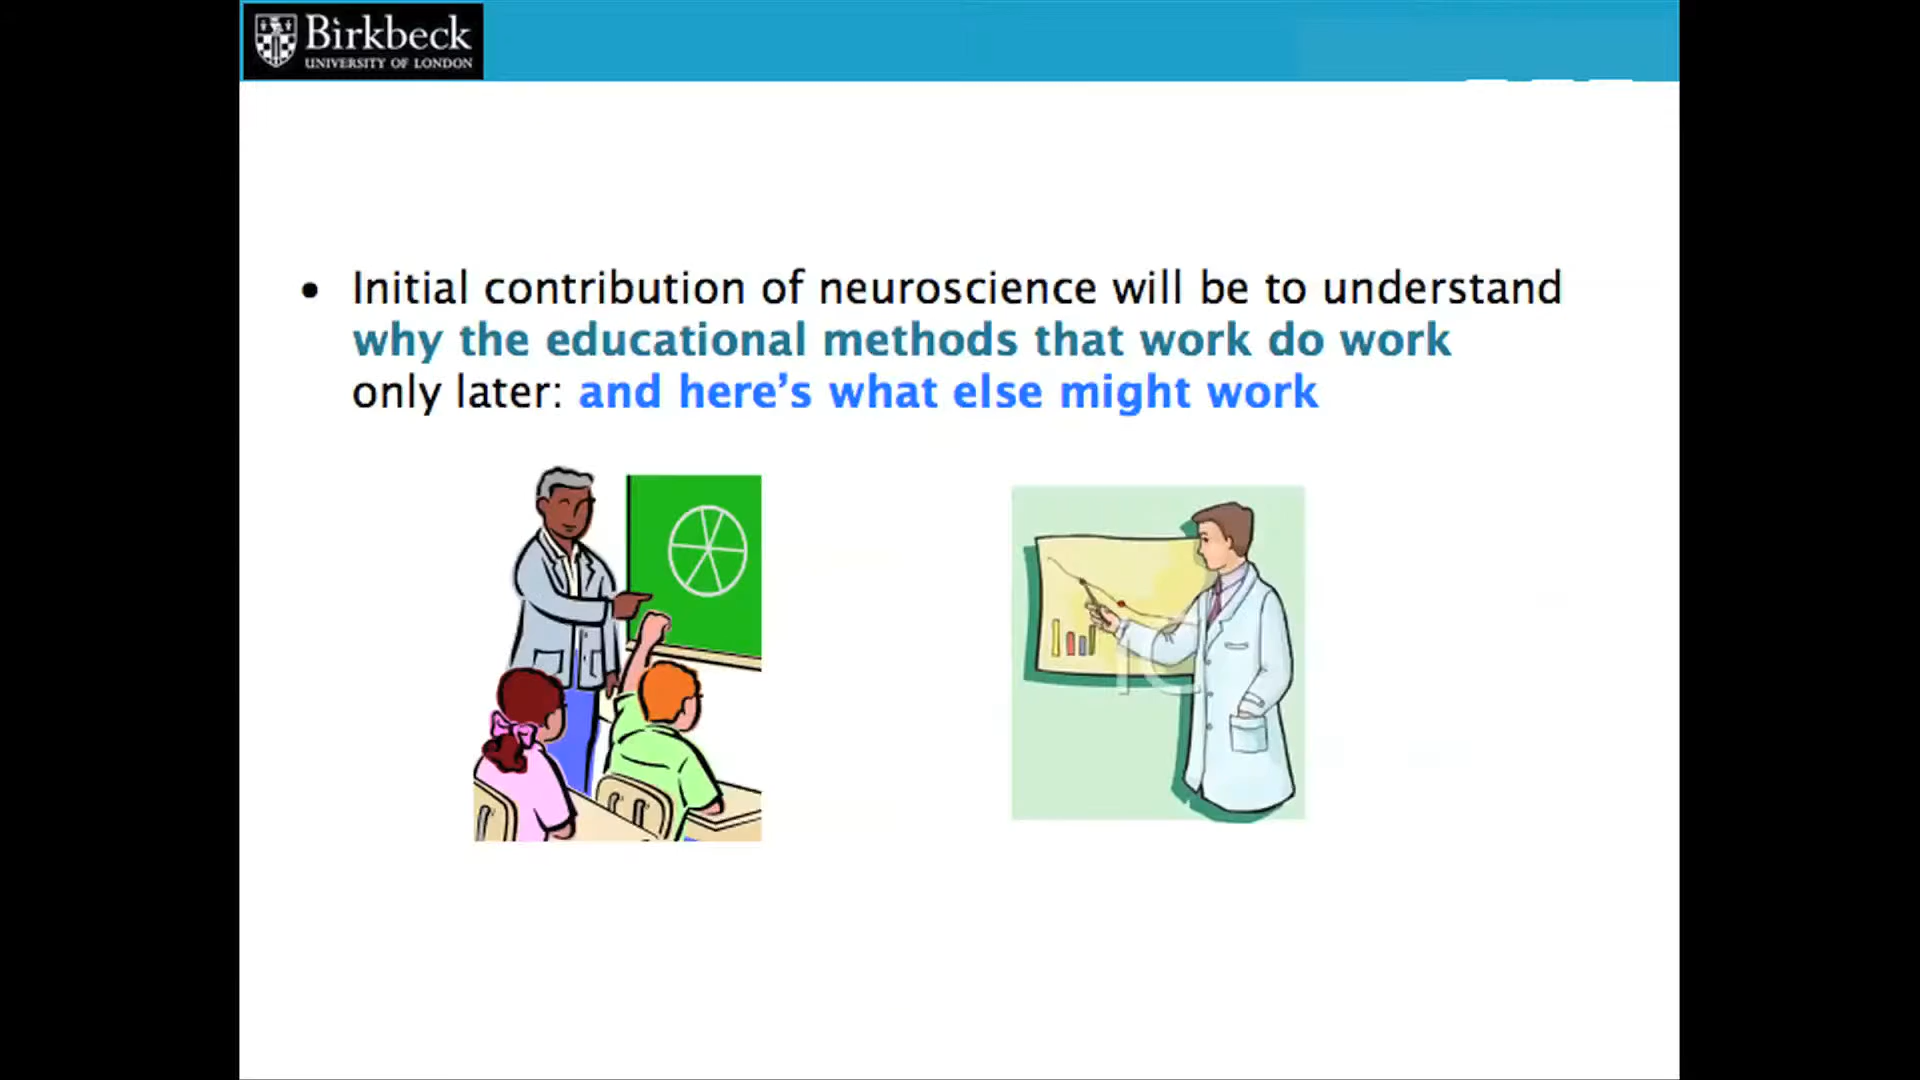 Birkbeck
UNIVERSITY OF LONDON
• Initial contribution of neuroscience will be to understand
why the educational methods that work do work
only later: and here’s what else might work